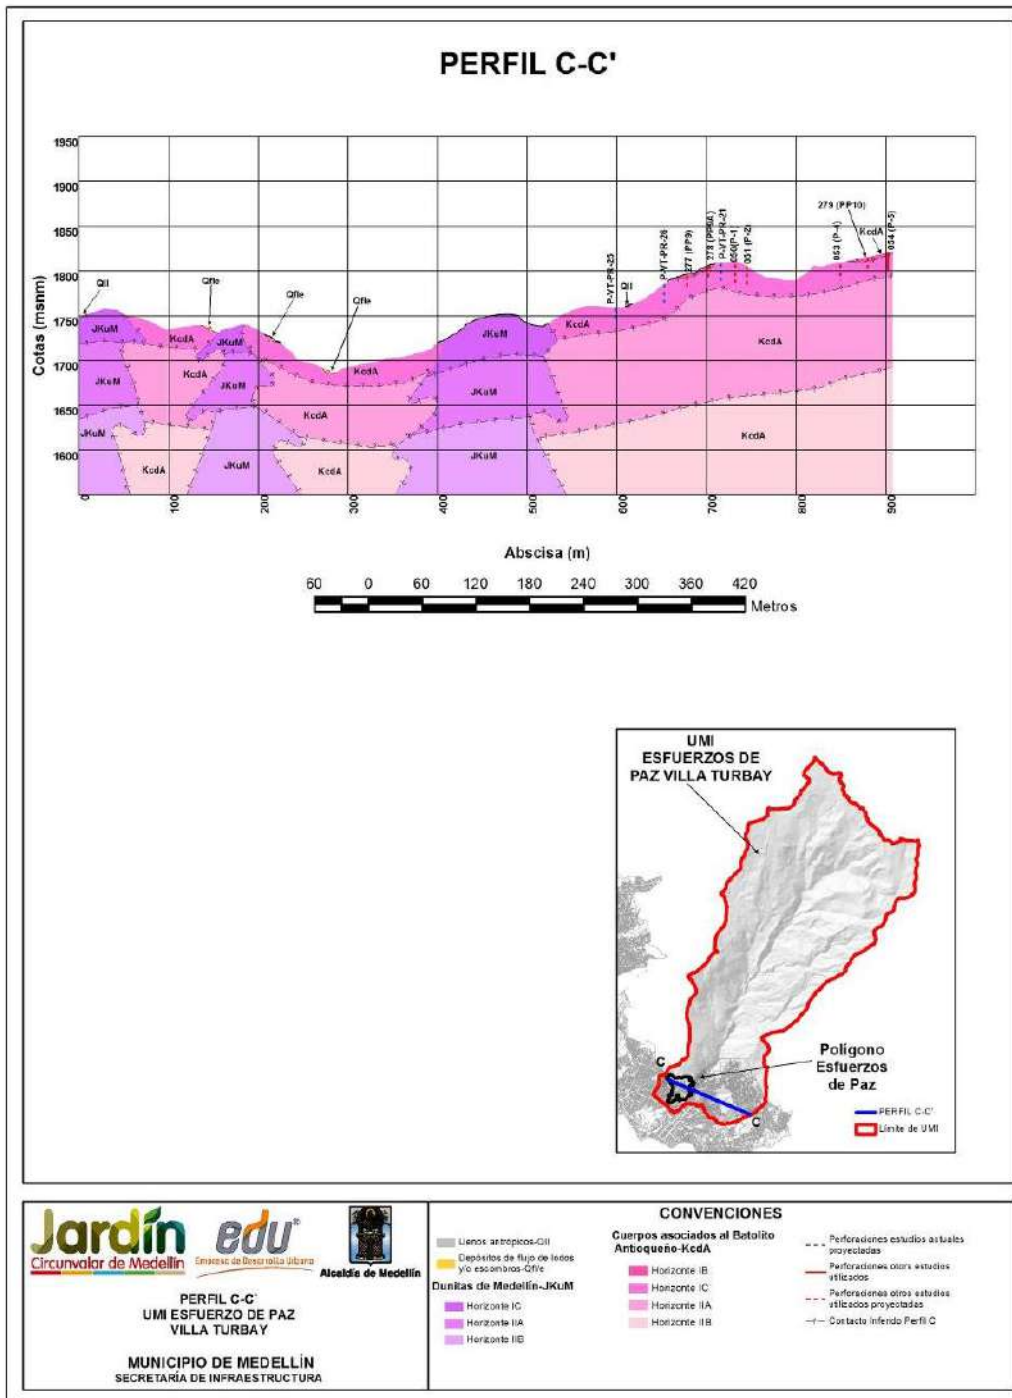 PERFIL C-C'
1950
1900
1850
1800
1750
1700
1650
1600
Cotas (msnm)
Qll
Qf/e
Qf/e
Qf/e
P-VT-PR-25
Qll
P-VT-PR-26
277 (PP9)
278 (PP9A)
P-VT-PR-21
050(P-1)
051 (P-2)
053 (P-4)
279 (PP10)
KcdA
054 (P-5)
JKuM
KcdA
JKuM
KcdA
JKuM
KcdA
KcdA
JKuM
KcdA
JKuM
KcdA
JKuM
KcdA
JKuM
KcdA
JKuM
KcdA
JKuM
KcdA
0
100
200
300
400
500
600
700
800
900
Abscisa (m)
60 0 60 120 180 240 300 360 420
Metros
UMI
ESFUERZOS DE
PAZ VILLA TURBAY
C
Polígono
Esfuerzos
de Paz
C
PERFIL C-C'
Límite de UMI
Jardín
Circunvalar de Medellín
edu®
Empresa de Desarrollo Urbano
Alcaldía de Medellín
PERFIL C-C'
UMI ESFUERZO DE PAZ
VILLA TURBAY
MUNICIPIO DE MEDELLÍN
SECRETARÍA DE INFRAESTRUCTURA
CONVENCIONES
Llenos antrópicos-Qll
Depósitos de flujo de lodos
y/o escombros-Qf/e
Dunitas de Medellín-JKuM
Horizonte IC
Horizonte IIA
Horizonte IIB
Cuerpos asociados al Batolito
Antioqueño-KcdA
Horizonte IB
Horizonte IC
Horizonte IIA
Horizonte IIB
Perforaciones estudios actuales
proyectadas
Perforaciones otros estudios
utilizados
Perforaciones otros estudios
utilizados proyectadas
Contacto Inferido Perfil C